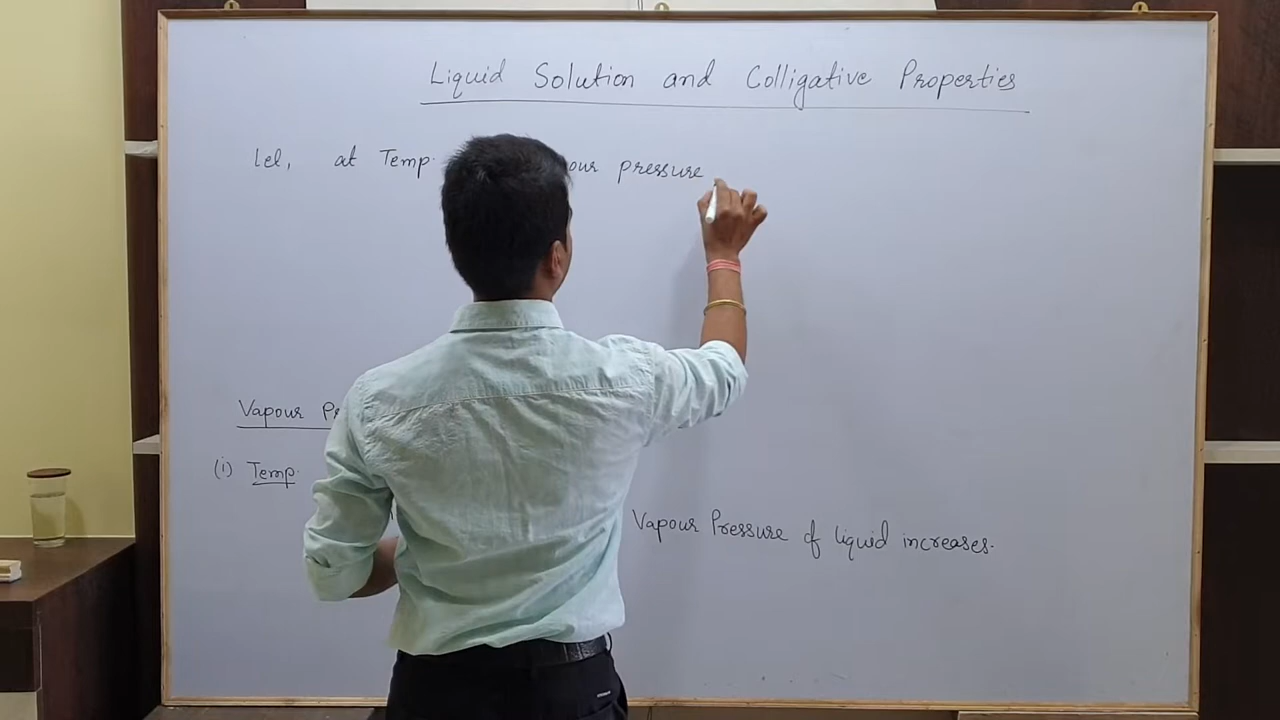 Liquid Solution and Colligative Properties
Let, at Temp. pressure
Vapour
(i) Temp.
Vapour Pressure of liquid increases.